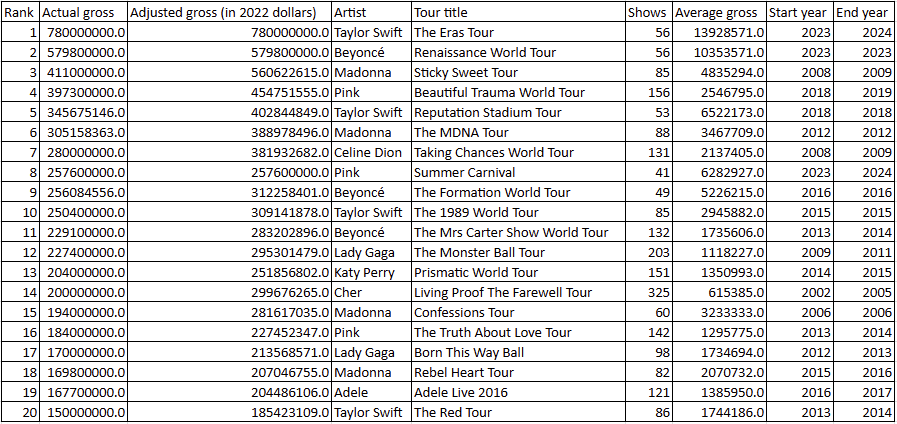 Rank Actual gross Adjusted gross (in 2022 dollars) Artist Tour title Shows Average gross Start year End year
1 780000000.0 780000000.0 Taylor Swift The Eras Tour 56 13928571.0 2023 2024
2 579800000.0 579800000.0 Beyoncé Renaissance World Tour 56 10353571.0 2023 2023
3 411000000.0 560622615.0 Madonna Sticky Sweet Tour 85 4835294.0 2008 2009
4 397300000.0 454751555.0 Pink Beautiful Trauma World Tour 156 2546795.0 2018 2019
5 345675146.0 402844849.0 Taylor Swift Reputation Stadium Tour 53 6522173.0 2018 2018
6 305158363.0 388978496.0 Madonna The MDNA Tour 88 3467709.0 2012 2012
7 280000000.0 381932682.0 Celine Dion Taking Chances World Tour 131 2137405.0 2008 2009
8 257600000.0 257600000.0 Pink Summer Carnival 41 6282927.0 2023 2024
9 256084556.0 312258401.0 Beyoncé The Formation World Tour 49 5226215.0 2016 2016
10 250400000.0 309141878.0 Taylor Swift The 1989 World Tour 85 2945882.0 2015 2015
11 229100000.0 283202896.0 Beyoncé The Mrs Carter Show World Tour 132 1735606.0 2013 2014
12 227400000.0 295301479.0 Lady Gaga The Monster Ball Tour 203 1118227.0 2009 2011
13 204000000.0 251856802.0 Katy Perry Prismatic World Tour 151 1350993.0 2014 2015
14 200000000.0 299676265.0 Cher Living Proof The Farewell Tour 325 615385.0 2002 2005
15 194000000.0 281617035.0 Madonna Confessions Tour 60 3233333.0 2006 2006
16 184000000.0 227452347.0 Pink The Truth About Love Tour 142 1295775.0 2013 2014
17 170000000.0 213568571.0 Lady Gaga Born This Way Ball 98 1734694.0 2012 2013
18 169800000.0 207046755.0 Madonna Rebel Heart Tour 82 2070732.0 2015 2016
19 167700000.0 204486106.0 Adele Adele Live 2016 121 1385950.0 2016 2017
20 150000000.0 185423109.0 Taylor Swift The Red Tour 86 1744186.0 2013 2014